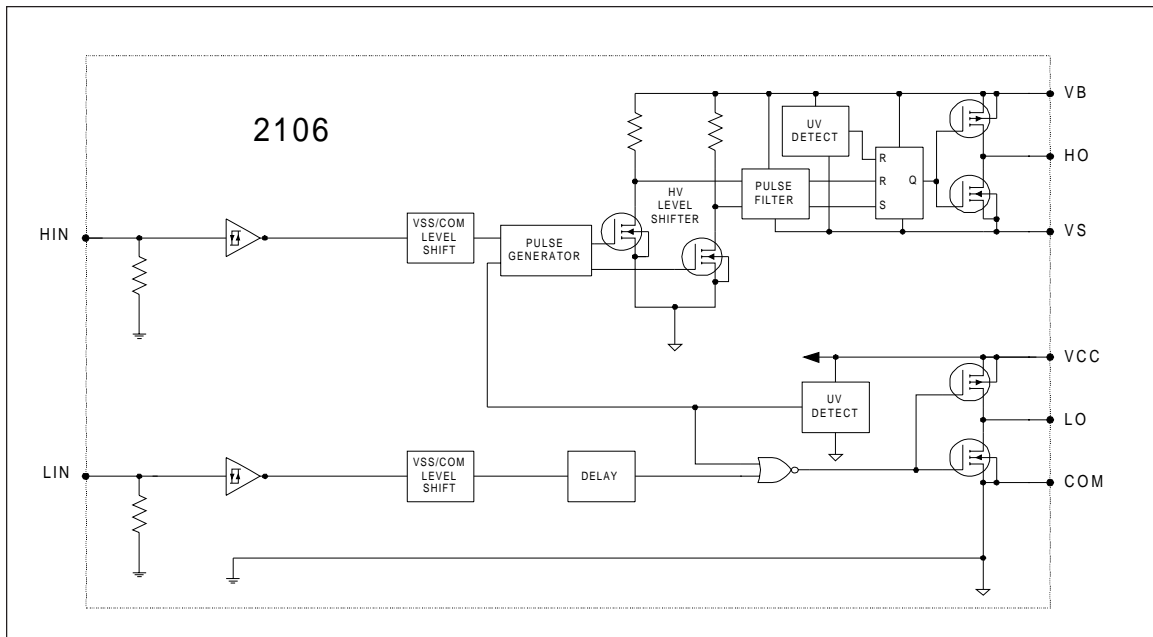 2106
VB
UV
DETECT
HO
R
R
Q
S
PULSE
FILTER
HV
LEVEL
SHIFTER
VS
HIN
VSS/COM
LEVEL
SHIFT
PULSE
GENERATOR
VCC
UV
DETECT
LO
LIN
VSS/COM
LEVEL
SHIFT
DELAY
COM